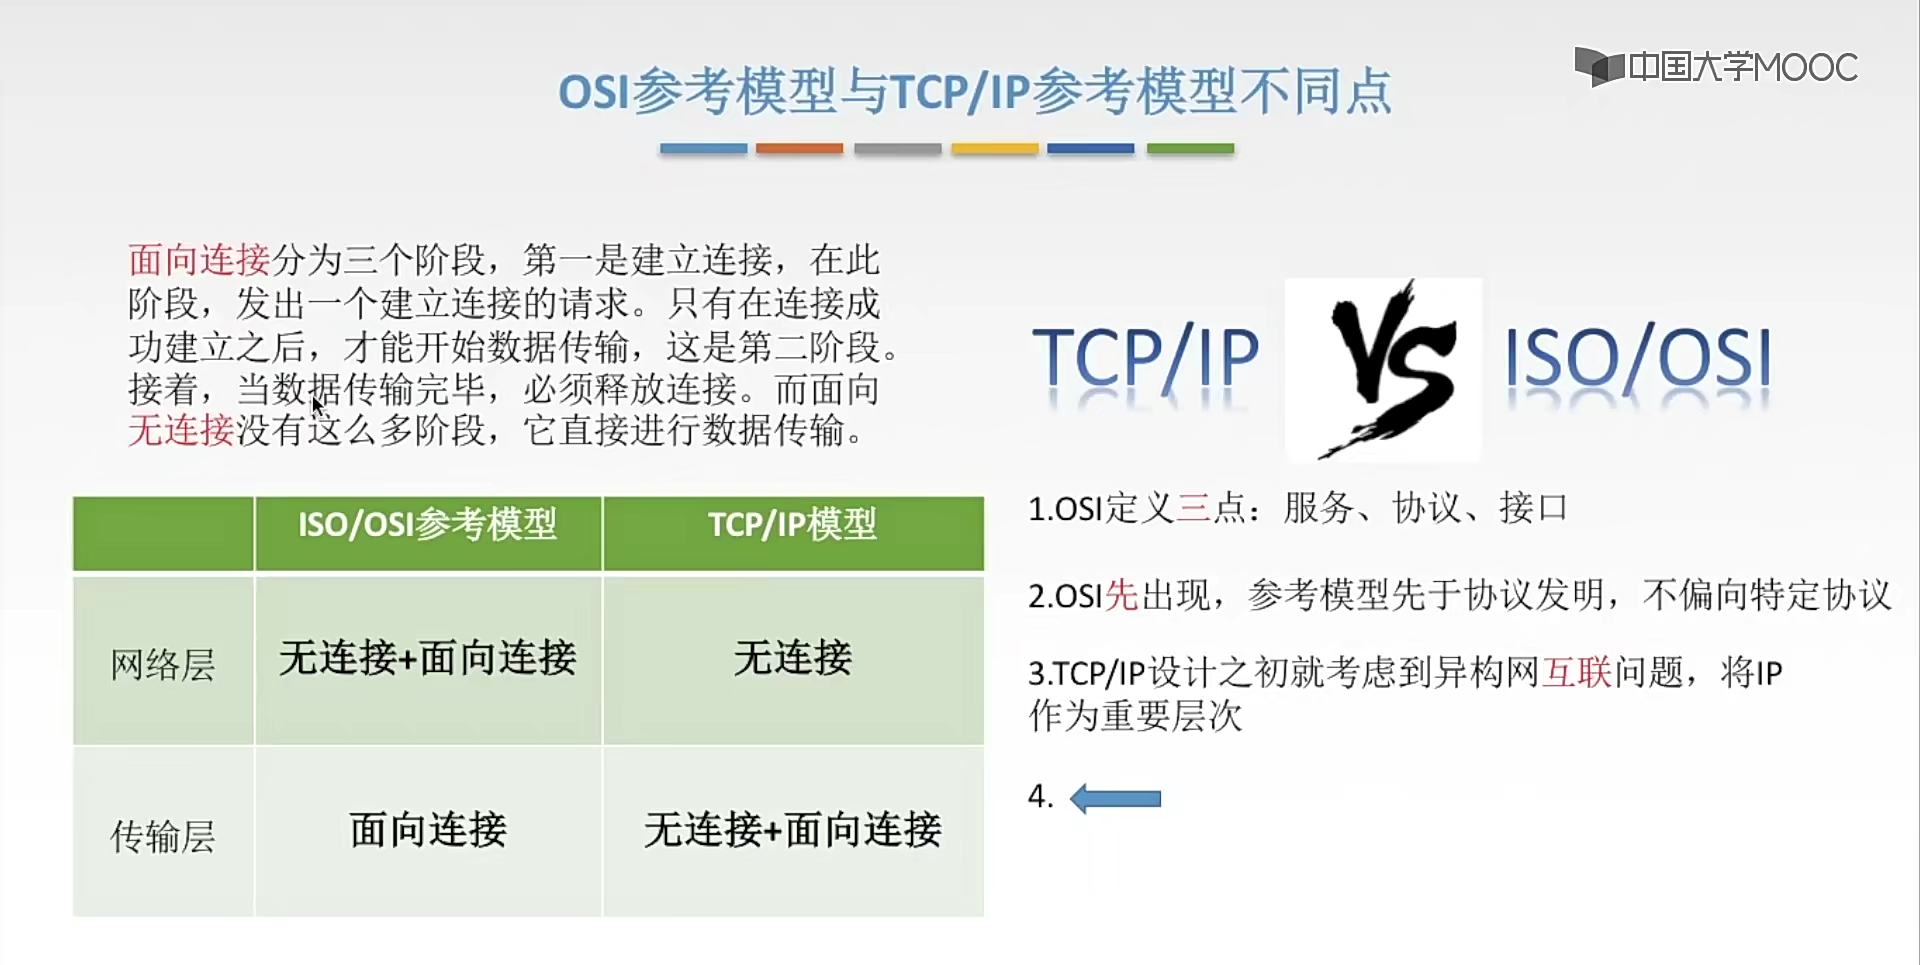 中国大学MOOC
OSI参考模型与TCP/IP参考模型不同点
面向连接分为三个阶段，第一是建立连接，在此
阶段，发出一个建立连接的请求。只有在连接成
功建立之后，才能开始数据传输，这是第二阶段。
接着，当数据传输完毕，必须释放连接。而面向
无连接没有这么多阶段，它直接进行数据传输。
ISO/OSI参考模型 TCP/IP模型
网络层 无连接+面向连接 无连接
传输层 面向连接 无连接+面向连接
TCP/IP VS ISO/OSI
1.OSI定义三点：服务、协议、接口
2.OSI先出现，参考模型先于协议发明，不偏向特定协议
3.TCP/IP设计之初就考虑到异构网互联问题，将IP
作为重要层次
4.